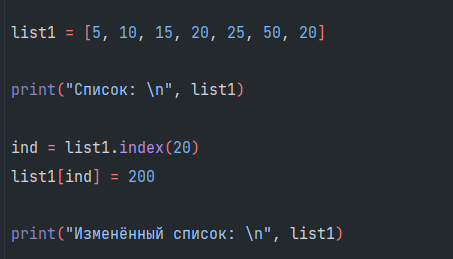 list1 = [5, 10, 15, 20, 25, 50, 20]
print("Список: \n", list1)
ind = list1.index(20)
list1[ind] = 200
print("Изменённый список: \n", list1)